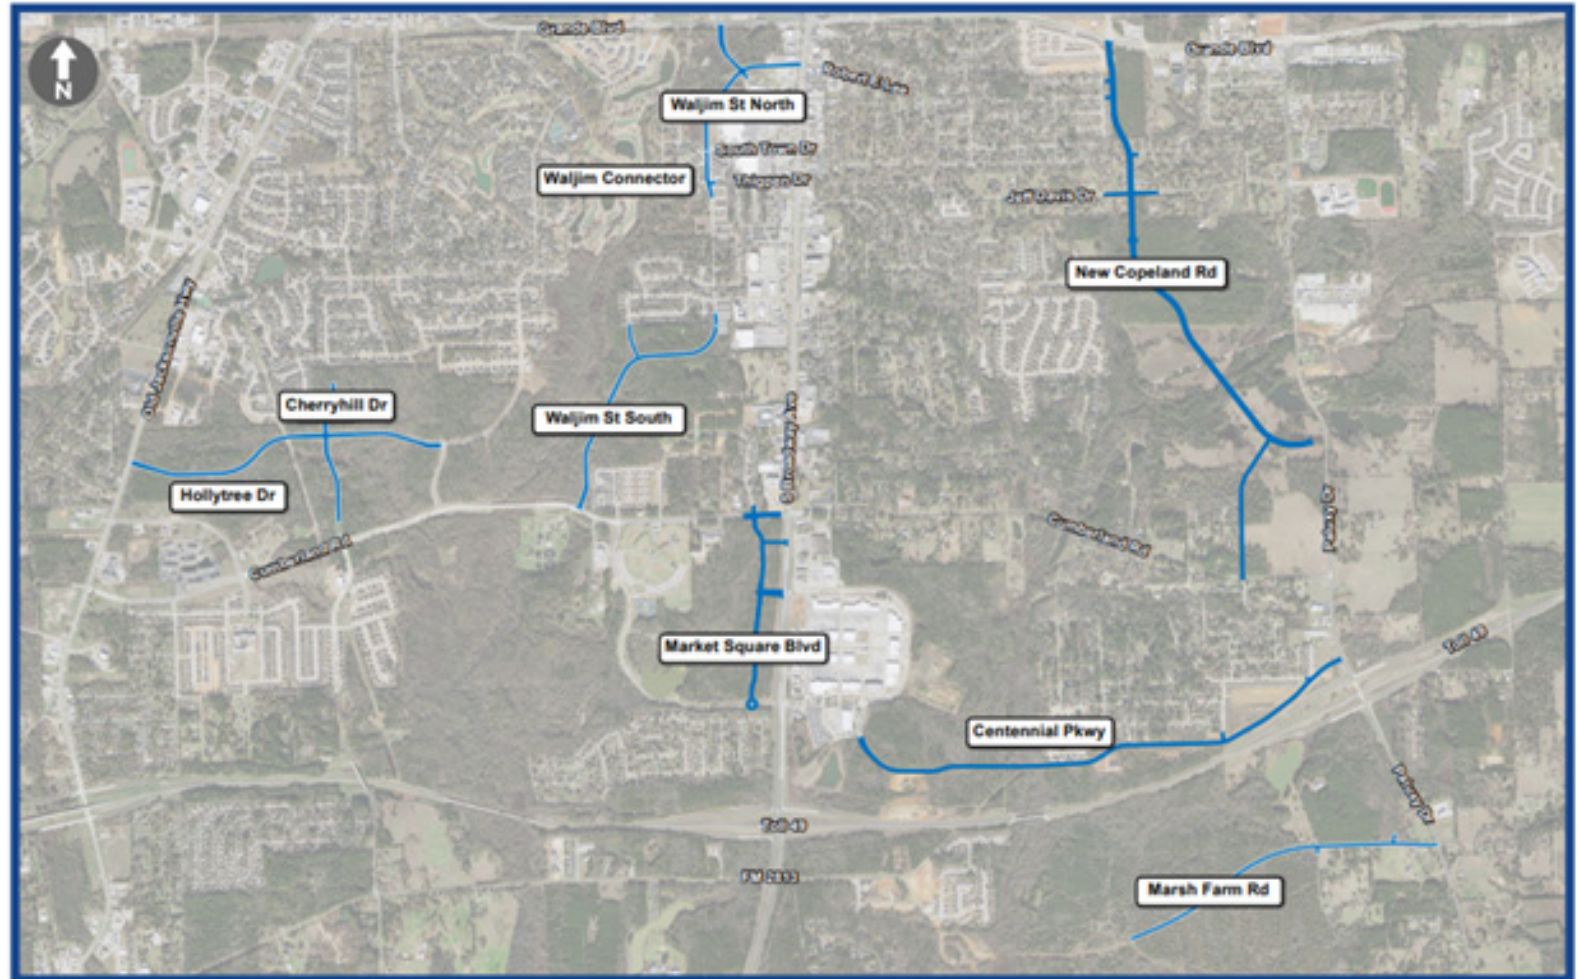 Grande Blvd
Grande Blvd
N
Robert E Lee
Waljim St North
South Town Dr
Waljim Connector
Thigpen Dr
Jeff Davis Dr
New Copeland Rd
Old Jacksonville Hwy
Cherryhill Dr
Waljim St South
S Broadway Ave
Hollytree Dr
Cumberland Rd
Cumberland Rd
Paluxy Dr
Market Square Blvd
Toll 49
Centennial Pkwy
Paluxy Dr
Toll 49
FM 2813
Marsh Farm Rd